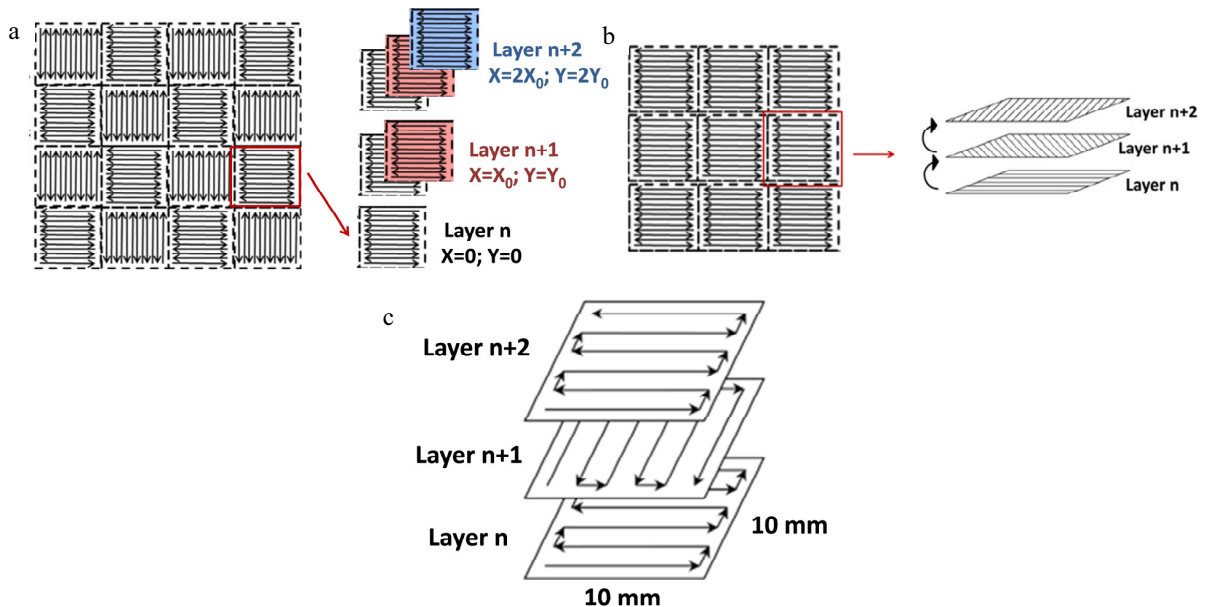 a
Layer n+2
X=2X₀; Y=2Y₀
Layer n+1
X=X₀; Y=Y₀
Layer n
X=0; Y=0
b
Layer n+2
Layer n+1
Layer n
c
Layer n+2
Layer n+1
Layer n
10 mm
10 mm